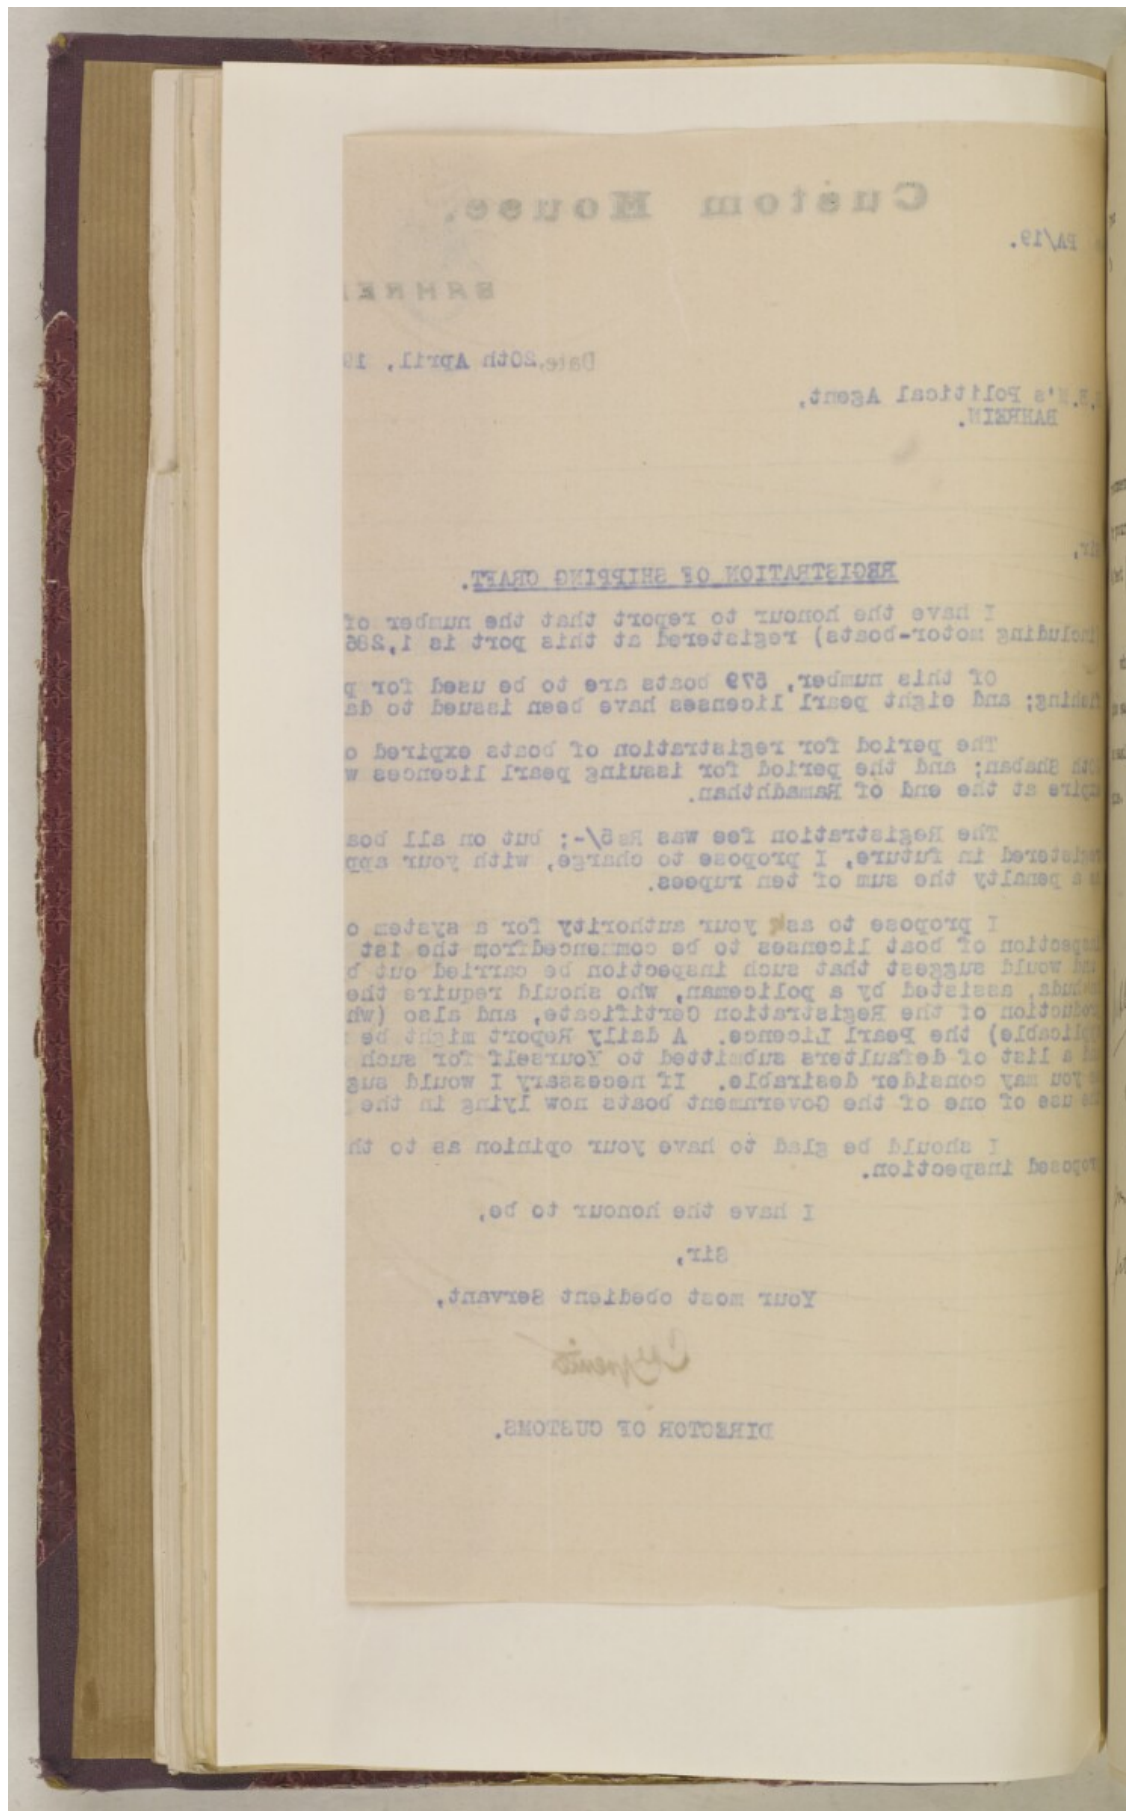 Custom House.
PA/19.
BAHREI
Date, 20th April, 19
B.M's Political Agent,
BAHREIN.
Sir,
REGISTRATION OF SHIPPING CRAFT.
I have the honour to report that the number of
(including motor-boats) registered at this port is 1,286
Of this number, 579 boats are to be used for p
fishing; and eight pearl licenses have been issued to da
The period for registration of boats expired o
30th Shaban; and the period for issuing pearl licences w
expire at the end of Ramadhthan.
The Registration fee was Rs5/-; but on all boa
registered in future, I propose to charge, with your app
as a penalty the sum of ten rupees.
I propose to ask your authority for a system o
inspection of boat licenses to be commencedfrom the 1st
and would suggest that such inspection be carried out b
assisted by a policeman, who should require the
production of the Registration Certificate, and also (wh
applicable) the Pearl Licence. A daily Report might be
and a list of defaulters submitted to Yourself for such
as you may consider desirable. If necessary I would sug
the use of one of the Government boats now lying in the
I should be glad to have your opinion as to th
proposed inspection.
I have the honour to be,
Sir,
Your most obedient Servant,
DIRECTOR OF CUSTOMS.